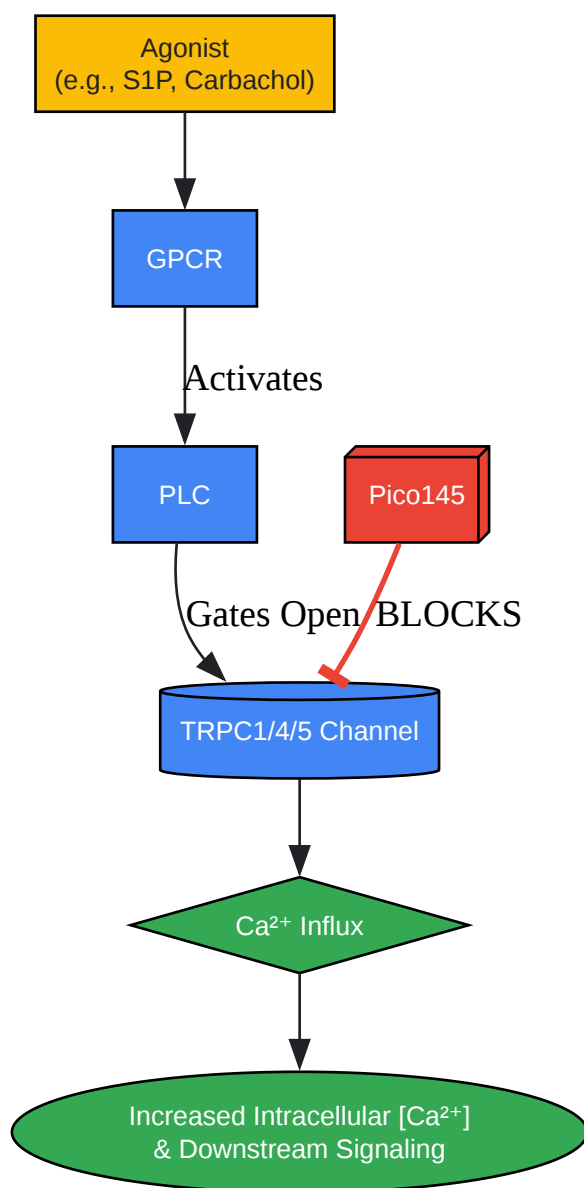 Agonist
(e.g., S1P, Carbachol)
GPCR
Activates
PLC
Pico145
Gates Open
BLOCKS
TRPC1/4/5 Channel
Ca²⁺ Influx
Increased Intracellular [Ca²⁺]
& Downstream Signaling